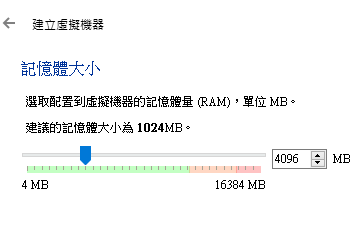 建立虛擬機器
記憶體大小
選取配置到虛擬機器的記憶體量 (RAM)，單位 MB。
建議的記憶體大小為 1024MB。
4096 MB
4 MB 16384 MB